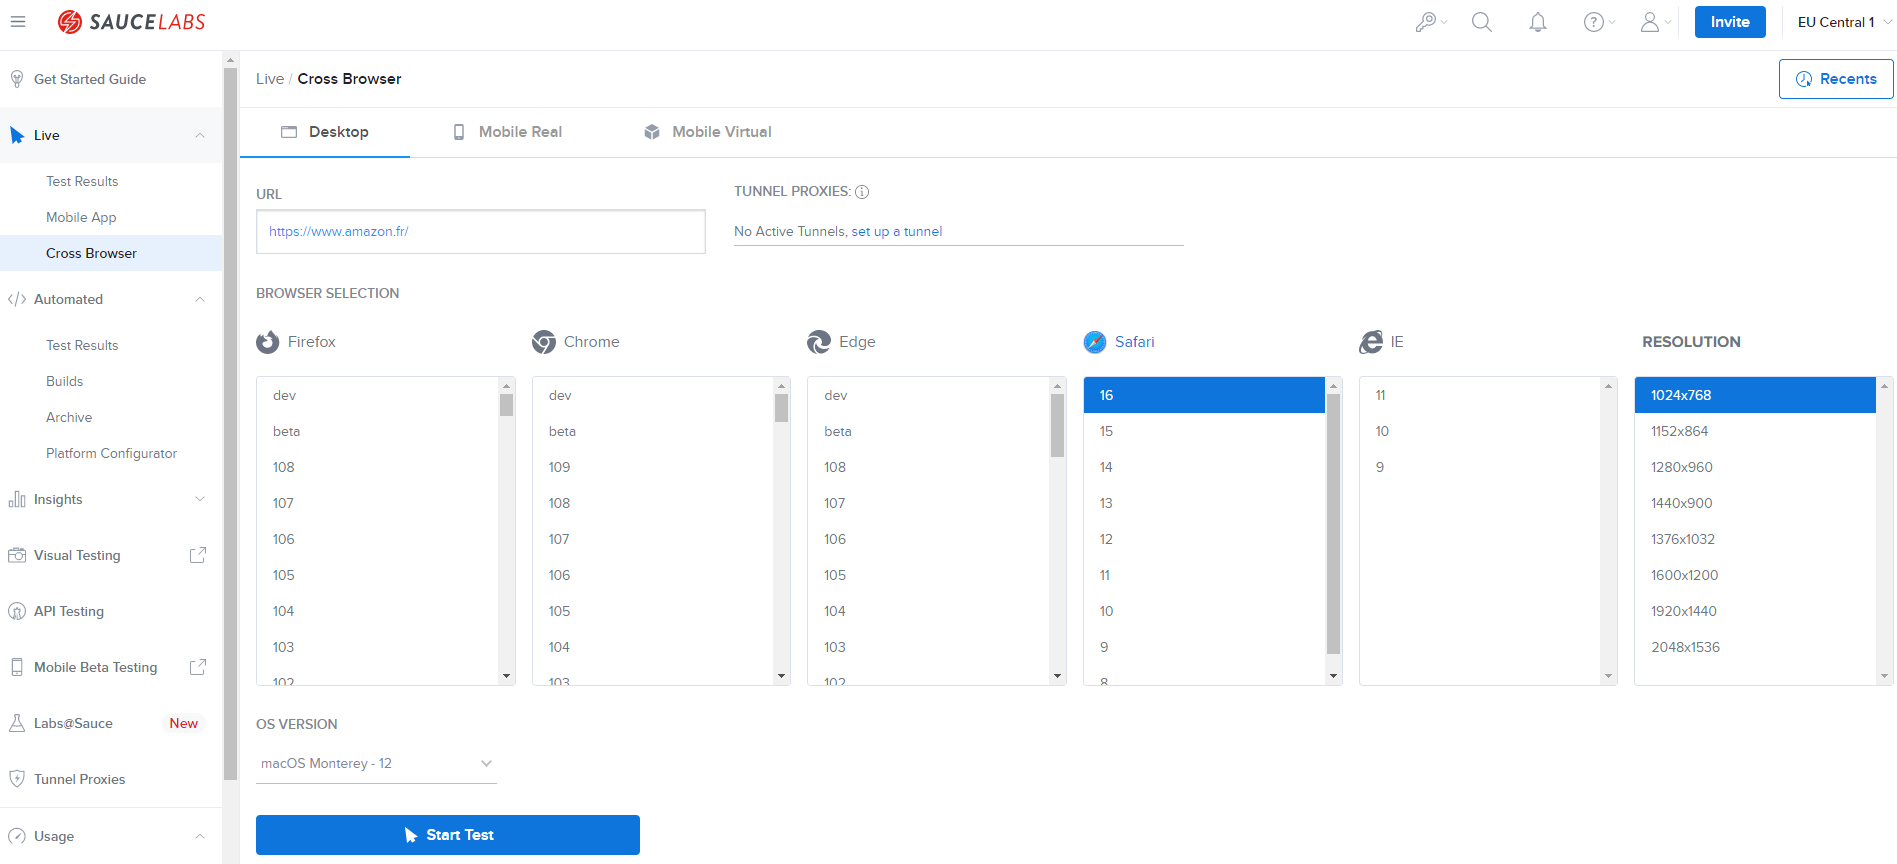 SAUCELABS
Invite
EU Central 1
Get Started Guide
Live
Test Results
Mobile App
Cross Browser
Automated
Test Results
Builds
Archive
Platform Configurator
Insights
Visual Testing
API Testing
Mobile Beta Testing
Labs@Sauce New
Tunnel Proxies
Usage
Live / Cross Browser
Recents
Desktop
Mobile Real
Mobile Virtual
URL
https://www.amazon.fr/
TUNNEL PROXIES:
No Active Tunnels, set up a tunnel
BROWSER SELECTION
Firefox
dev
beta
108
107
106
105
104
103
102
Chrome
dev
beta
109
108
107
106
105
104
103
Edge
dev
beta
108
107
106
105
104
103
102
Safari
16
15
14
13
12
11
10
9
8
IE
11
10
9
RESOLUTION
1024x768
1152x864
1280x960
1440x900
1376x1032
1600x1200
1920x1440
2048x1536
OS VERSION
macOS Monterey - 12
Start Test